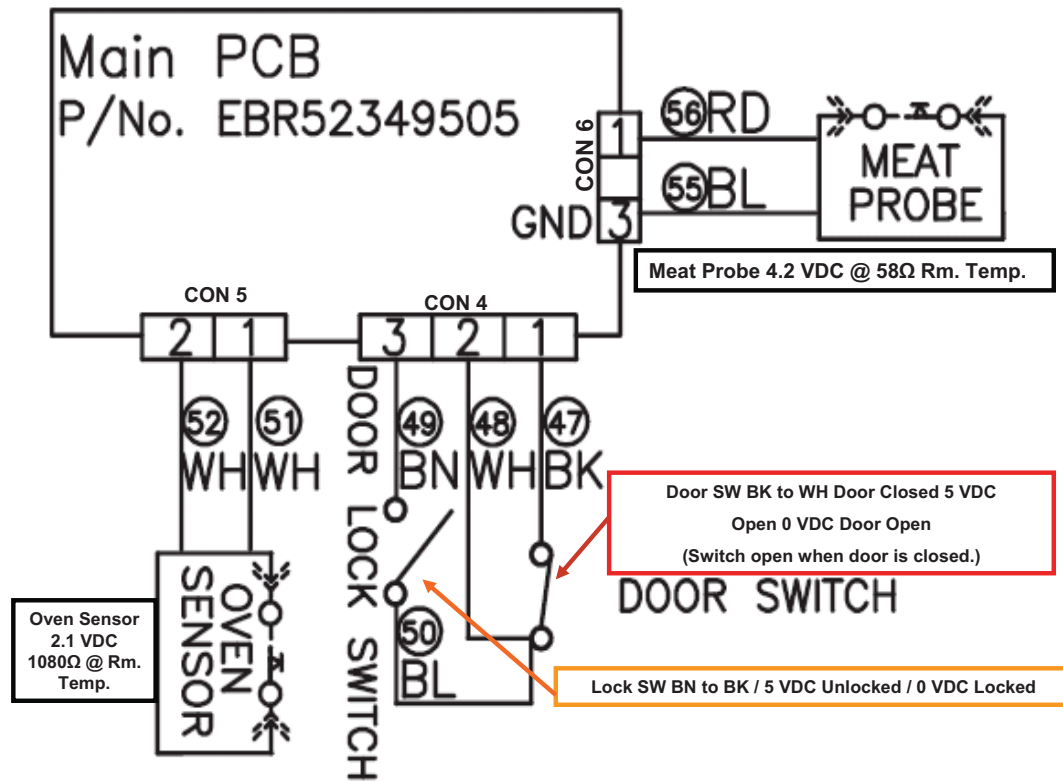 Main PCB
P/No. EBR52349505
CON 6
1
56 RD
55 BL
GND 3
MEAT
PROBE
Meat Probe 4.2 VDC @ 58Ω Rm. Temp.
CON 5
2 1
CON 4
3 2 1
52 51
WH WH
49 48 47
BN WH BK
DOOR LOCK SWITCH
Door SW BK to WH Door Closed 5 VDC
Open 0 VDC Door Open
(Switch open when door is closed.)
DOOR SWITCH
OVEN
SENSOR
Oven Sensor
2.1 VDC
1080Ω @ Rm.
Temp.
50
BL
Lock SW BN to BK / 5 VDC Unlocked / 0 VDC Locked